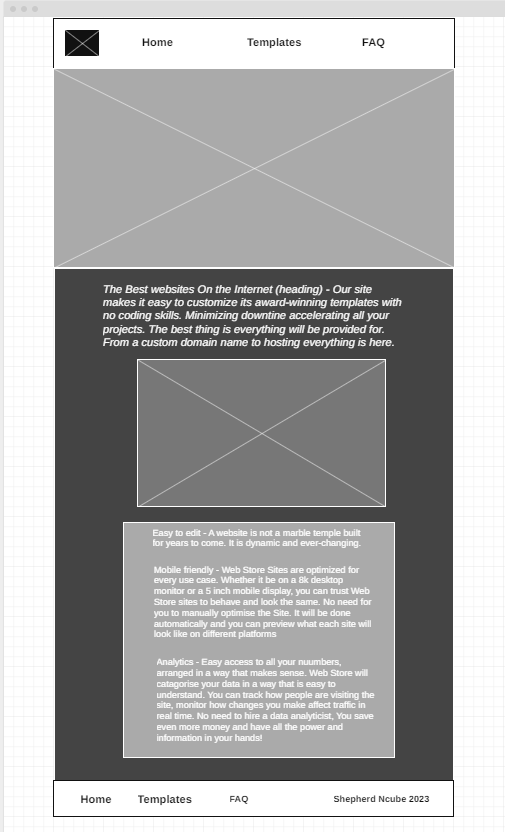 Home Templates FAQ
The Best websites On the Internet (heading) - Our site
makes it easy to customize its award-winning templates with
no coding skills. Minimizing downtine accelerating all your
projects. The best thing is everything will be provided for.
From a custom domain name to hosting everything is here.
Easy to edit - A website is not a marble temple built
for years to come. It is dynamic and ever-changing.
Mobile friendly - Web Store Sites are optimized for
every use case. Whether it be on a 8k desktop
monitor or a 5 inch mobile display, you can trust Web
Store sites to behave and look the same. No need for
you to manually optimise the Site. It will be done
automatically and you can preview what each site will
look like on different platforms
Analytics - Easy access to all your nuumbers,
arranged in a way that makes sense. Web Store will
catagorise your data in a way that is easy to
understand. You can track how people are visiting the
site, monitor how changes you make affect traffic in
real time. No need to hire a data analyticist, You save
even more money and have all the power and
information in your hands!
Home Templates FAQ Shepherd Ncube 2023